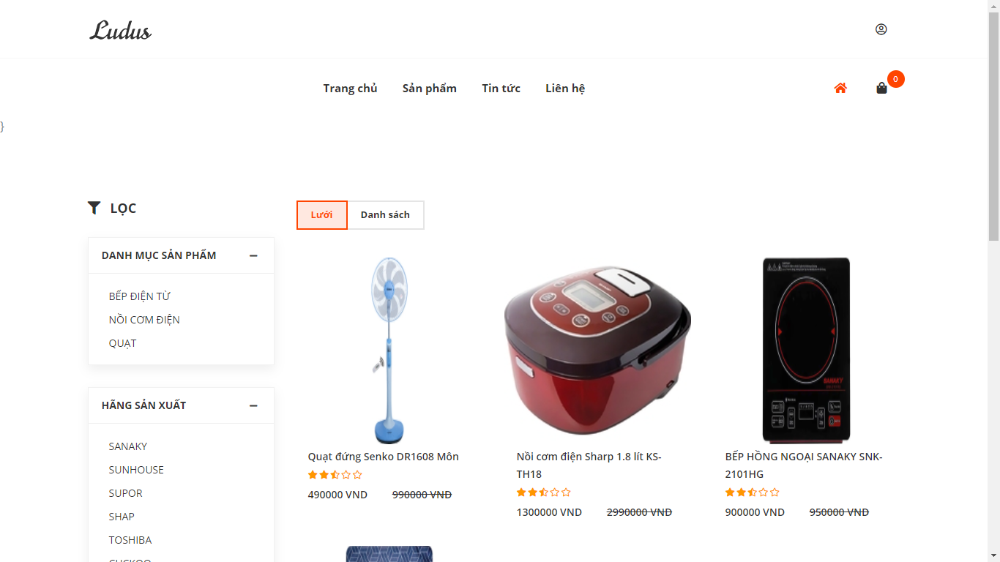 Ludus
Trang chủ
Sản phẩm
Tin tức
Liên hệ
0
}
LỌC
DANH MỤC SẢN PHẨM
BẾP ĐIỆN TỪ
NỒI CƠM ĐIỆN
QUẠT
HÃNG SẢN XUẤT
SANAKY
SUNHOUSE
SUPOR
SHAP
TOSHIBA
CUCKOO
Lưới
Danh sách
Quạt đứng Senko DR1608 Môn
490000 VND
990000 VND
Nồi cơm điện Sharp 1.8 lít KS-
TH18
1300000 VND
2990000 VND
SANAKY
BẾP HỒNG NGOẠI SANAKY SNK-
2101HG
900000 VND
950000 VND